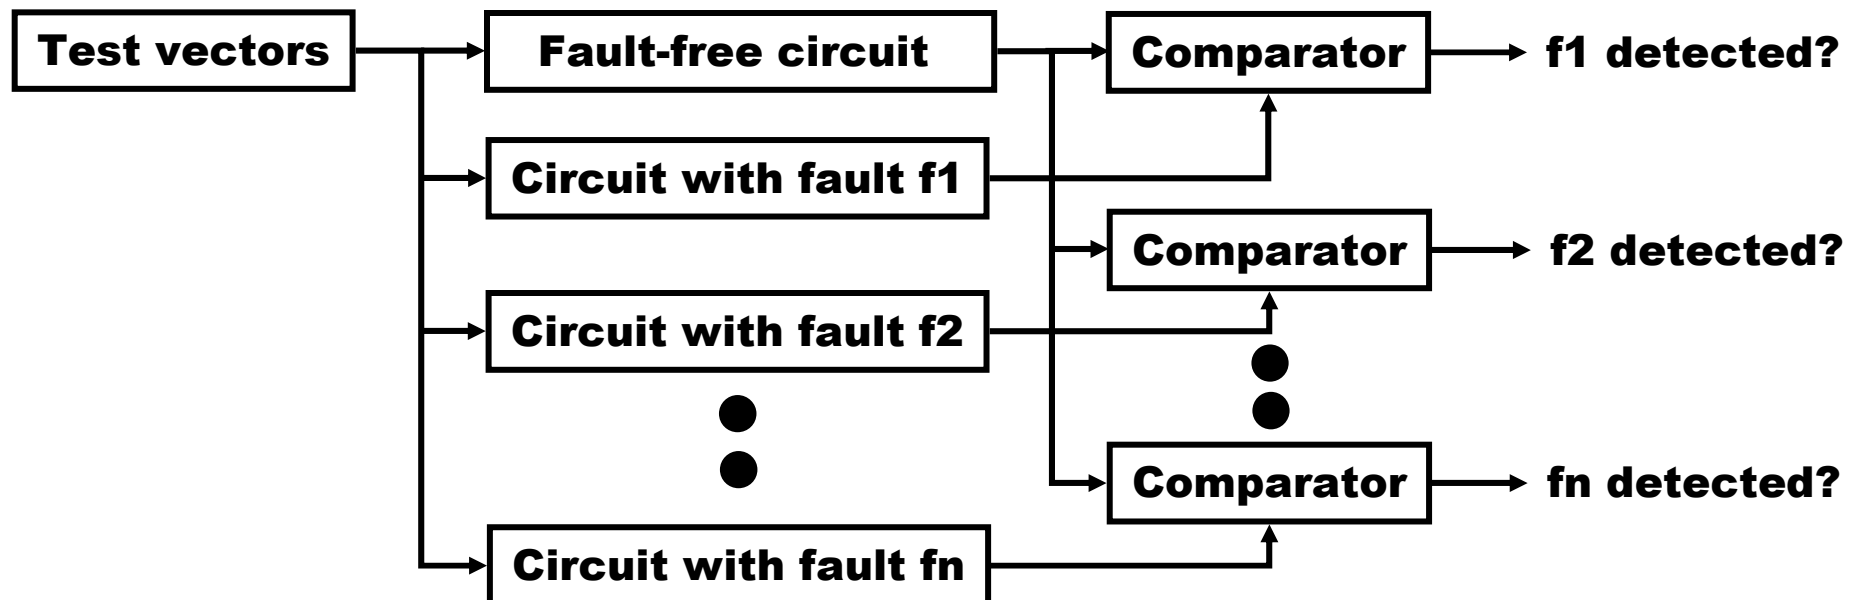 Test vectors
Fault-free circuit
Comparator
f1 detected?
Circuit with fault f1
Comparator
f2 detected?
Circuit with fault f2
Comparator
fn detected?
Circuit with fault fn